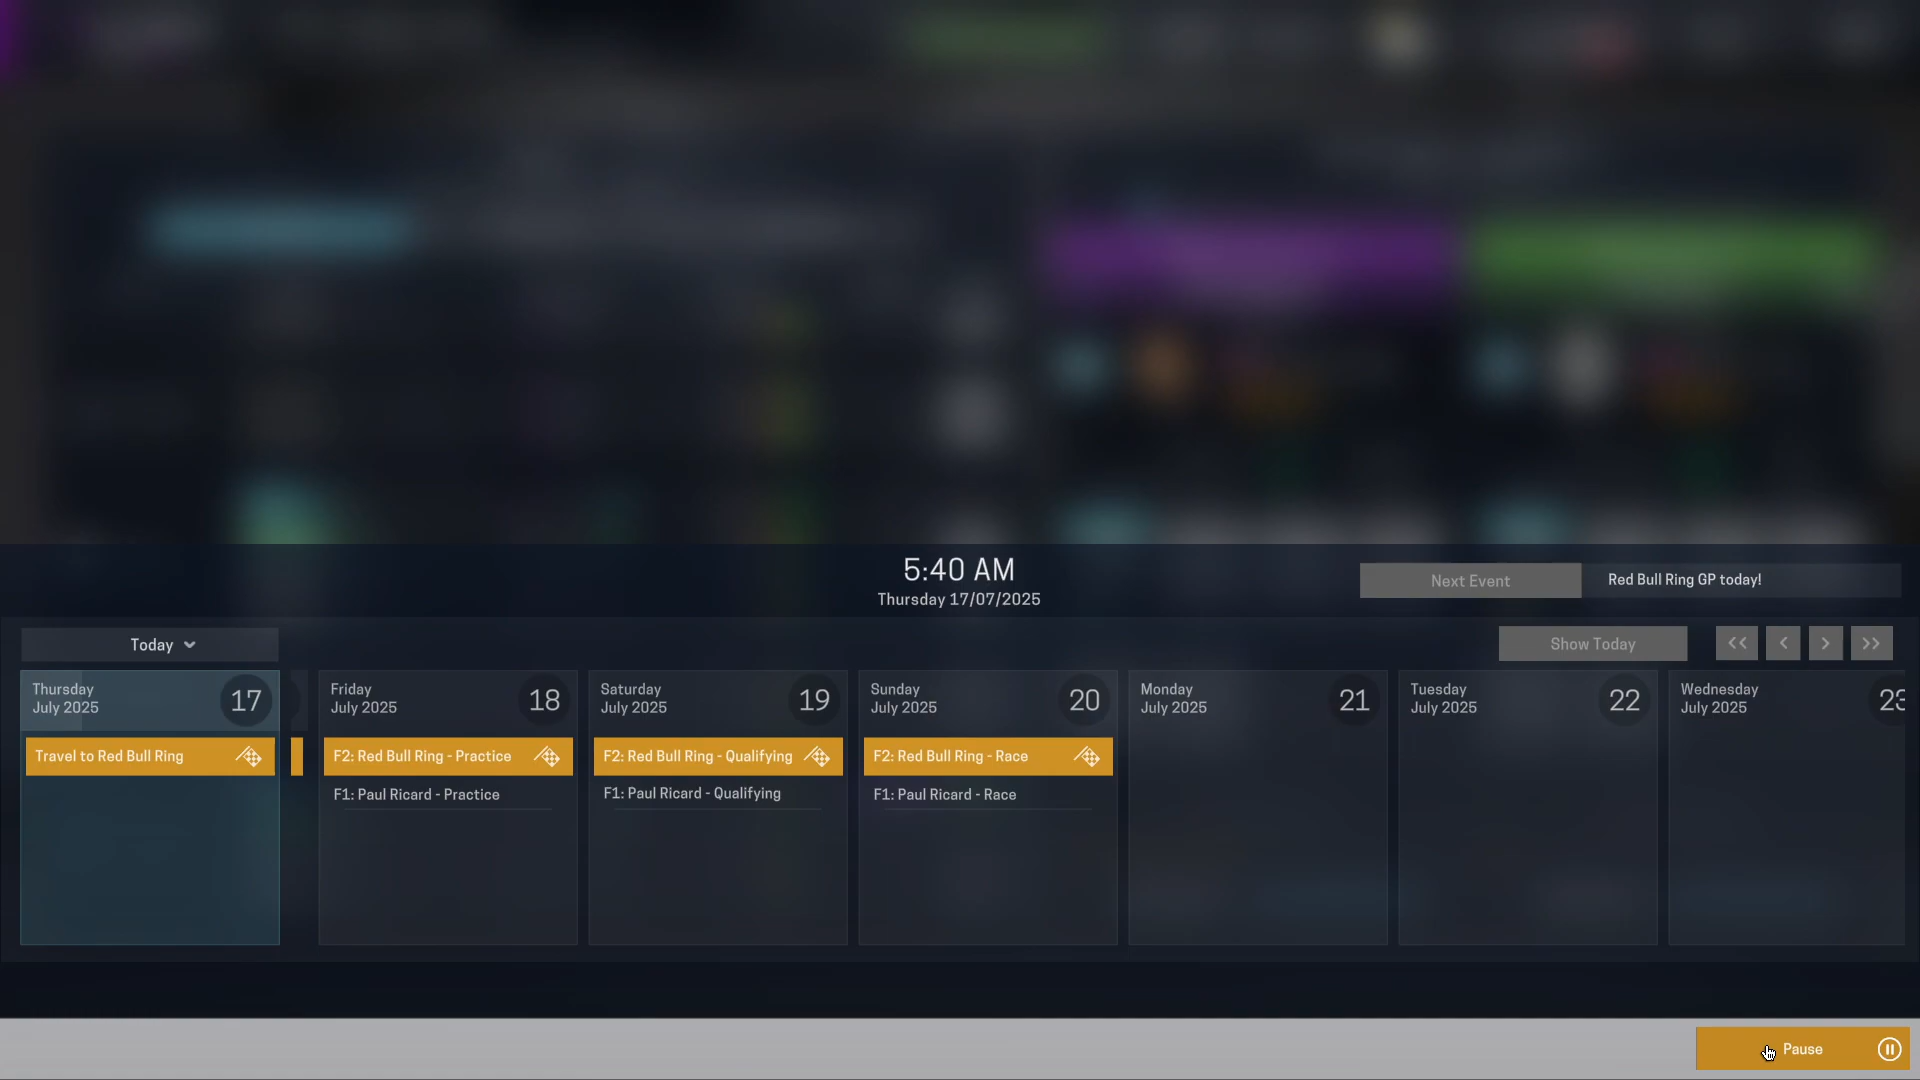 5:40 AM
Thursday 17/07/2025
Next Event
Red Bull Ring GP today!
Today
Show Today
Thursday
July 2025
17
Travel to Red Bull Ring
Friday
July 2025
18
F2: Red Bull Ring - Practice
F1: Paul Ricard - Practice
Saturday
July 2025
19
F2: Red Bull Ring - Qualifying
F1: Paul Ricard - Qualifying
Sunday
July 2025
20
F2: Red Bull Ring - Race
F1: Paul Ricard - Race
Monday
July 2025
21
Tuesday
July 2025
22
Wednesday
July 2025
23
Pause